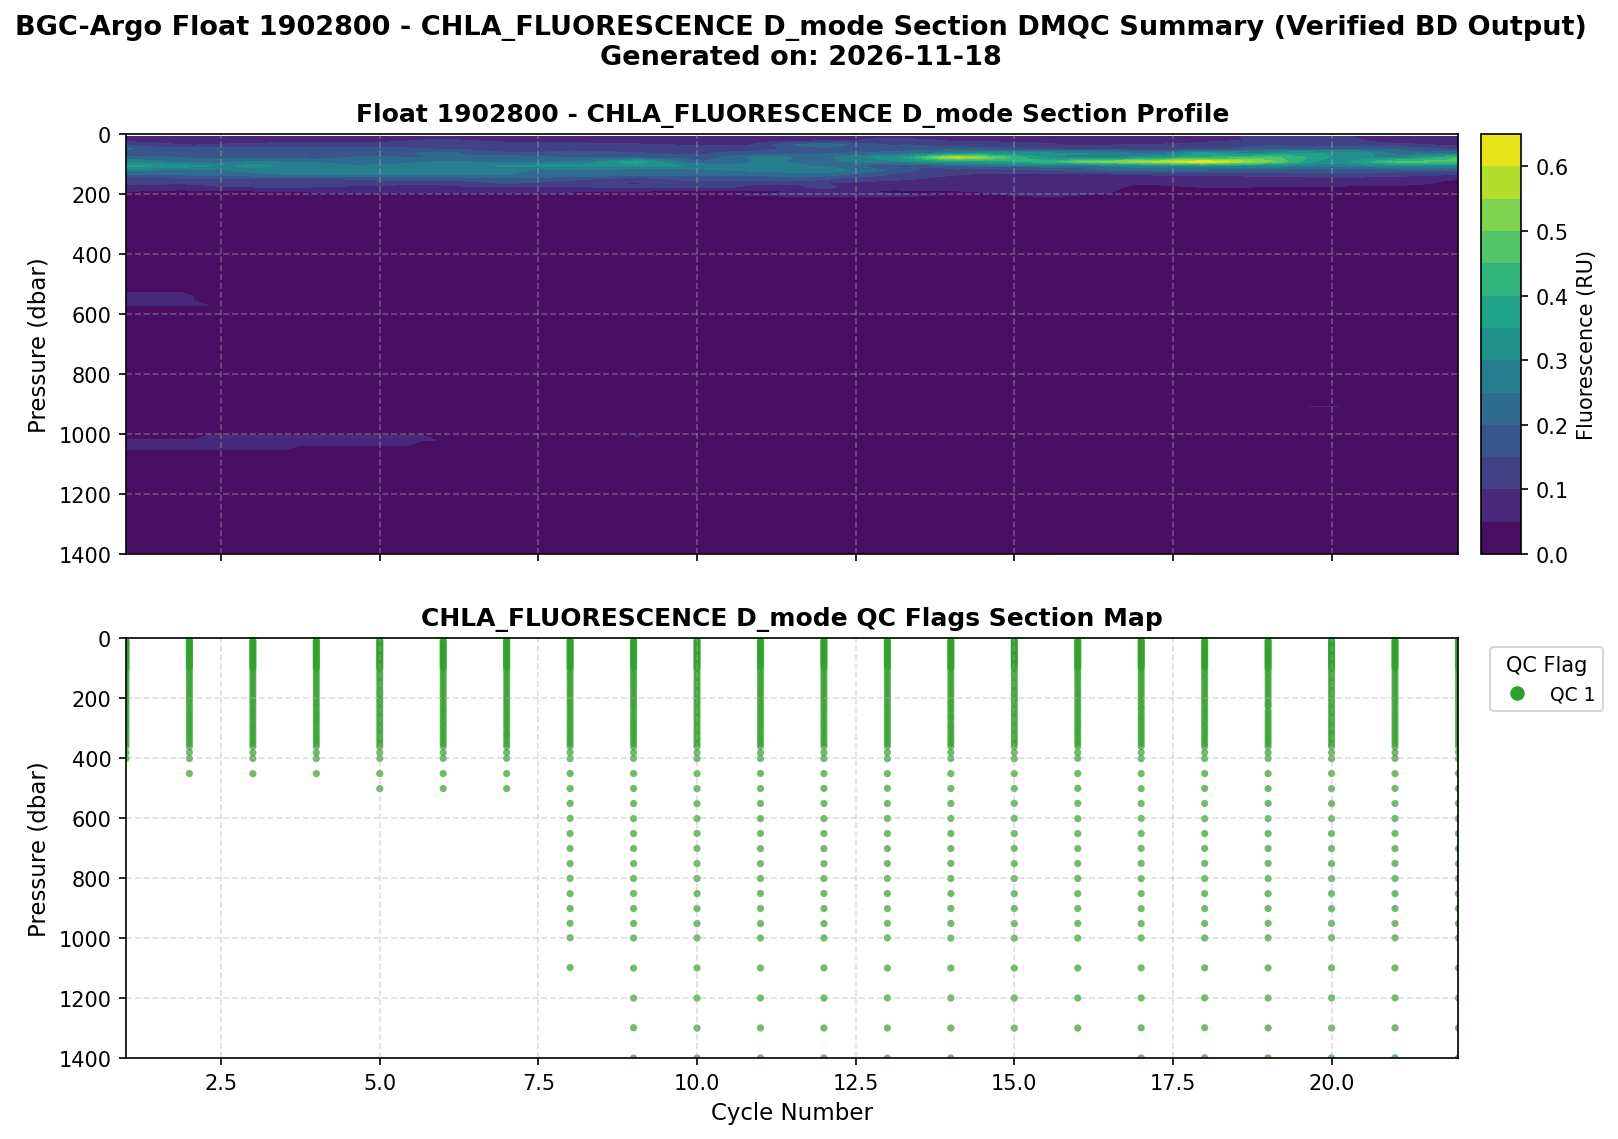 BGC-Argo Float 1902800 - CHLA_FLUORESCENCE D_mode Section DMQC Summary (Verified BD Output)
Generated on: 2026-11-18
Float 1902800 - CHLA_FLUORESCENCE D_mode Section Profile
0
200
400
600
800
1000
1200
1400
Pressure (dbar)
0.6
0.5
0.4
0.3
0.2
0.1
0.0
Fluorescence (RU)
CHLA_FLUORESCENCE D_mode QC Flags Section Map
0
200
400
600
800
1000
1200
1400
Pressure (dbar)
QC Flag
QC 1
2.5 5.0 7.5 10.0 12.5 15.0 17.5 20.0
Cycle Number